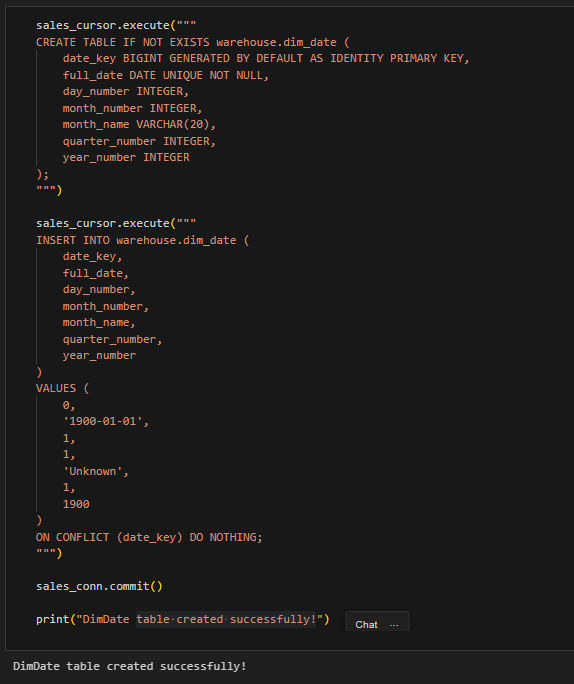 sales_cursor.execute("""
CREATE TABLE IF NOT EXISTS warehouse.dim_date (
    date_key BIGINT GENERATED BY DEFAULT AS IDENTITY PRIMARY KEY,
    full_date DATE UNIQUE NOT NULL,
    day_number INTEGER,
    month_number INTEGER,
    month_name VARCHAR(20),
    quarter_number INTEGER,
    year_number INTEGER
);
""")

sales_cursor.execute("""
INSERT INTO warehouse.dim_date (
    date_key,
    full_date,
    day_number,
    month_number,
    month_name,
    quarter_number,
    year_number
)
VALUES (
    0,
    '1900-01-01',
    1,
    1,
    'Unknown',
    1,
    1900
)
ON CONFLICT (date_key) DO NOTHING;
""")

sales_conn.commit()

print("DimDate table created successfully!")
Chat ...
DimDate table created successfully!